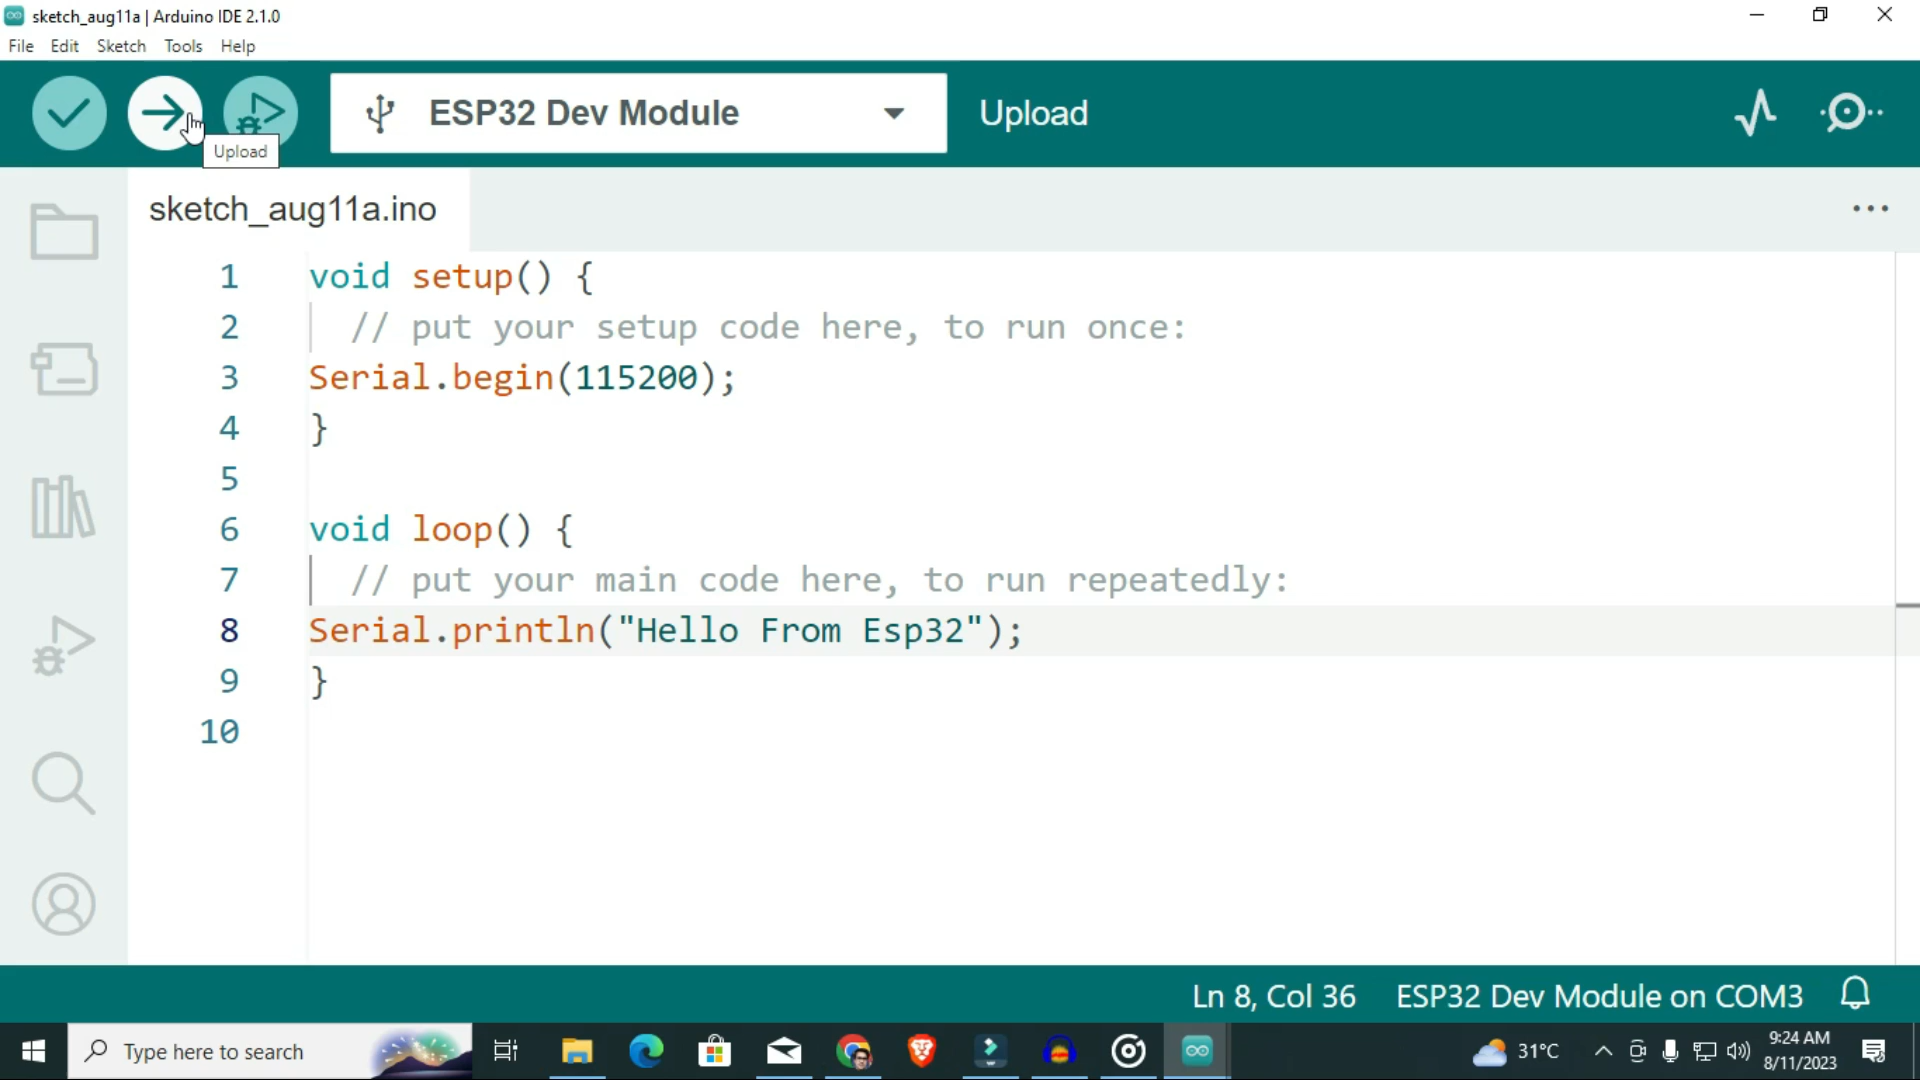 sketch_aug11a | Arduino IDE 2.1.0
File Edit Sketch Tools Help
ESP32 Dev Module
Upload
Upload
sketch_aug11a.ino
1 void setup() {
2 // put your setup code here, to run once:
3 Serial.begin(115200);
4 }
5
6 void loop() {
7 // put your main code here, to run repeatedly:
8 Serial.println("Hello From Esp32");
9 }
10
Ln 8, Col 36 ESP32 Dev Module on COM3
Type here to search
31°C
9:24 AM
8/11/2023